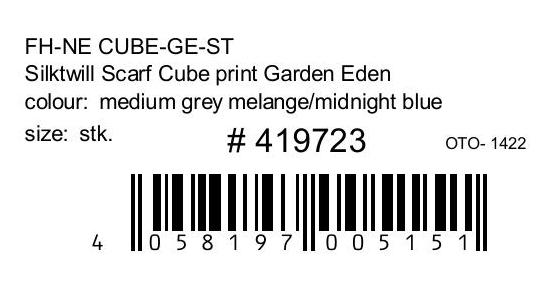 FH-NE CUBE-GE-ST
Silktwill Scarf Cube print Garden Eden
colour: medium grey melange/midnight blue
size: stk. # 419723 OTO- 1422
4 058197 005151